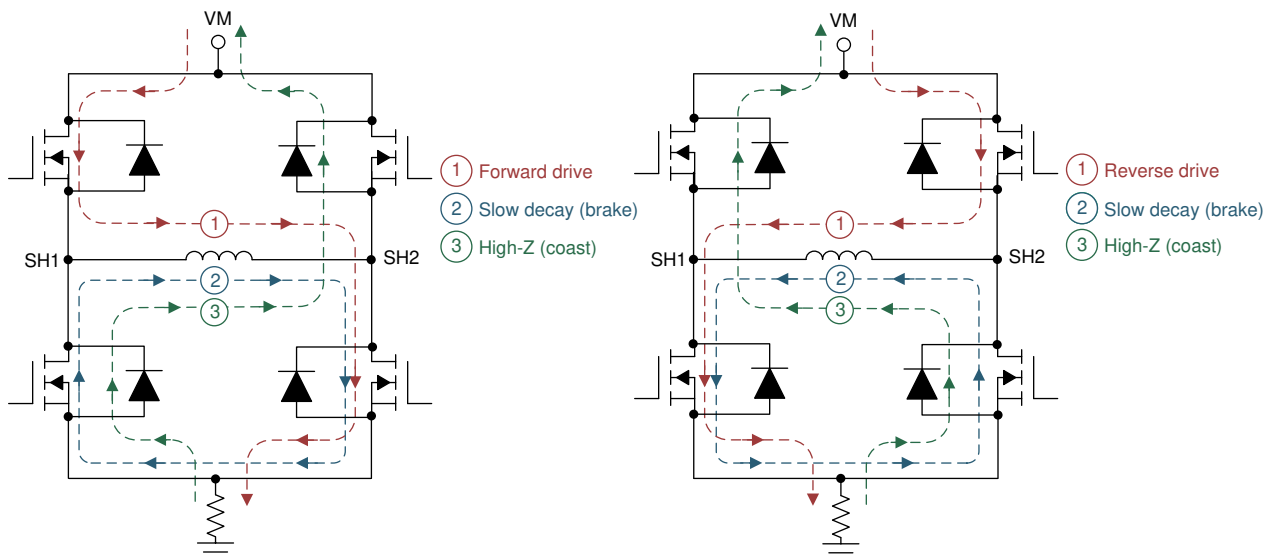 VM
1 Forward drive
2 Slow decay (brake)
3 High-Z (coast)
1
SH1
SH2
2
3
VM
1 Reverse drive
2 Slow decay (brake)
3 High-Z (coast)
1
SH1
SH2
2
3